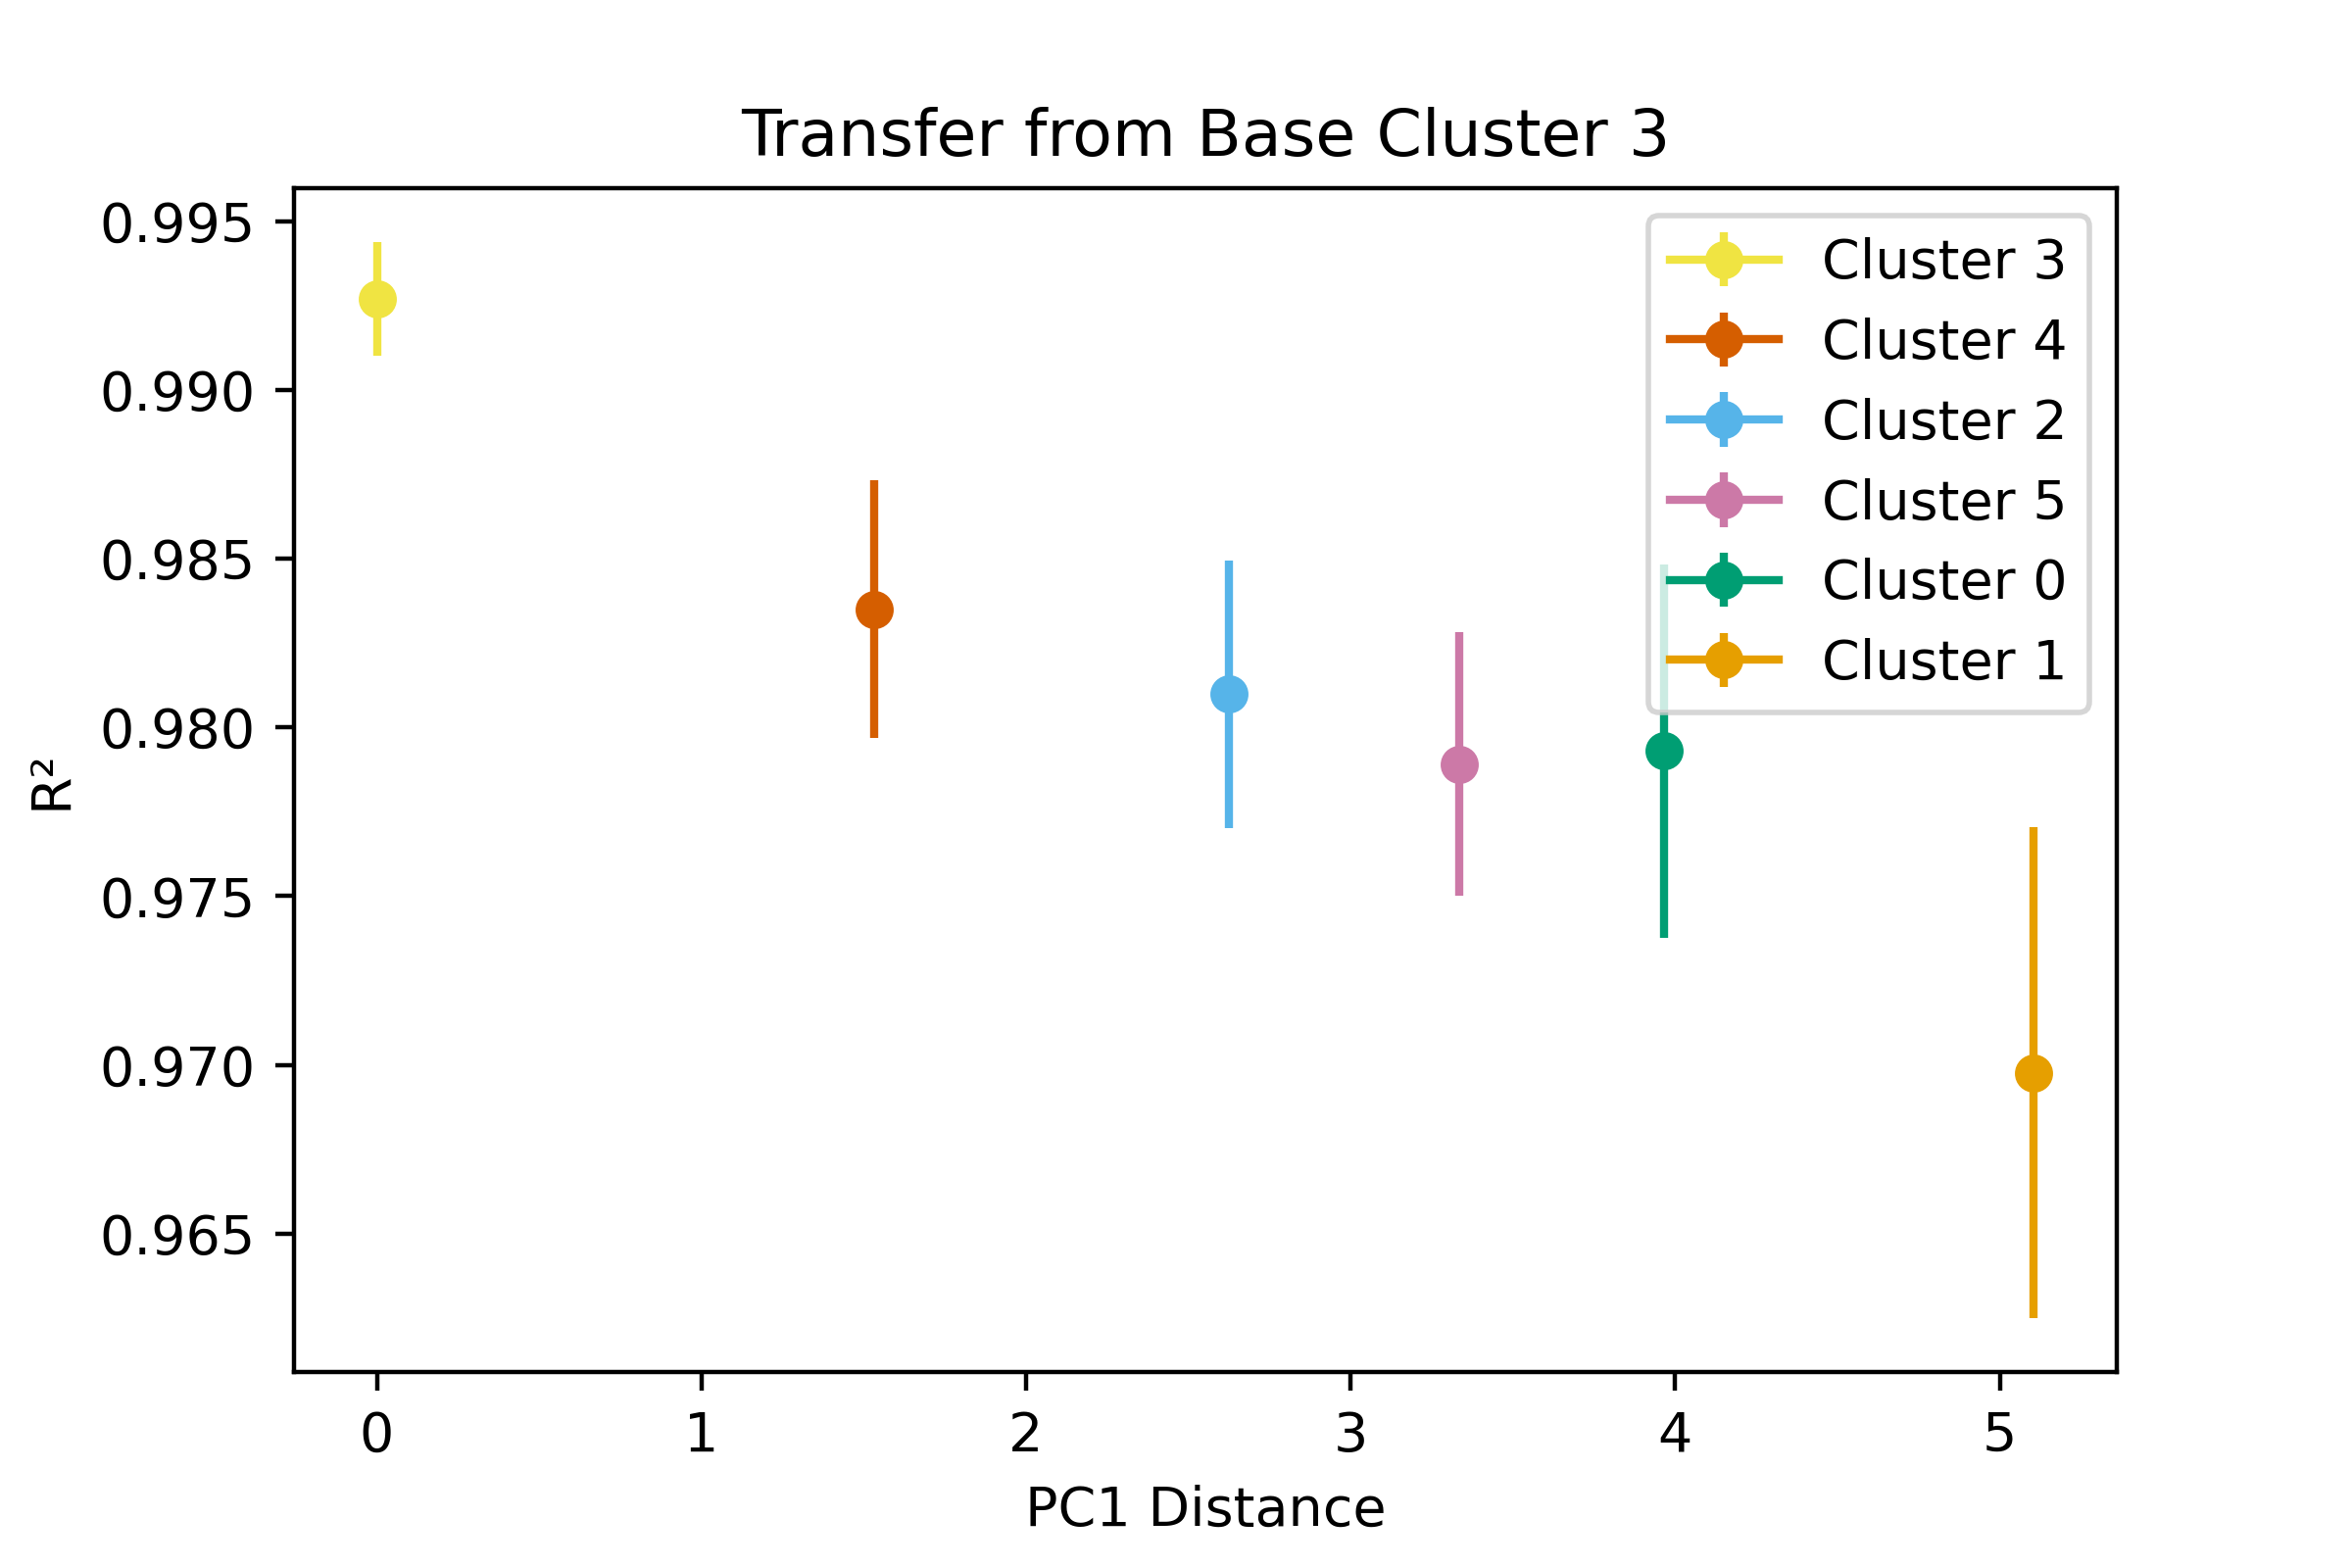 Transfer from Base Cluster 3
0.995
0.990
0.985
0.980
0.975
0.970
0.965
R²
Cluster 3
Cluster 4
Cluster 2
Cluster 5
Cluster 0
Cluster 1
0 1 2 3 4 5
PC1 Distance